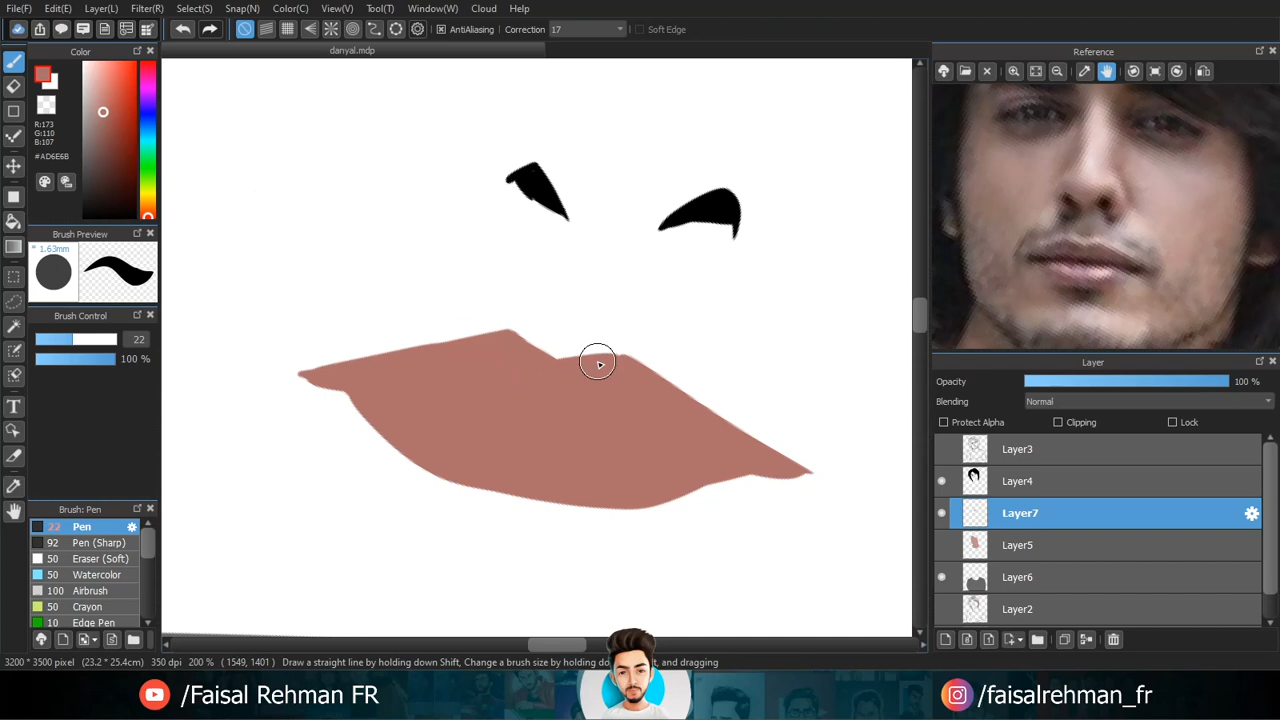 File(F) Edit(E) Layer(L) Filter(R) Select(S) Snap(N) Color(C) View(V) Tool(T) Window(W) Cloud Help
AntiAliasing Correction 17 Soft Edge
Color
danyal.mdp
Reference
R:173
G:110
B:107
#AD6E6B
Brush Preview
* 1.63mm
Brush Control
22
100 %
Layer
Opacity 100 %
Blending Normal
Protect Alpha Clipping Lock
Layer3
Layer4
Layer7
Layer5
Layer6
Layer2
Brush: Pen
22 Pen
92 Pen (Sharp)
50 Eraser (Soft)
50 Watercolor
100 Airbrush
50 Crayon
10 Edge Pen
3200 * 3500 pixel (23.2 * 25.4cm) 350 dpi 200 % ( 1549, 1401 ) Draw a straight line by holding down Shift, Change a brush size by holding do t, and dragging
/Faisal Rehman FR
/faisalrehman_fr